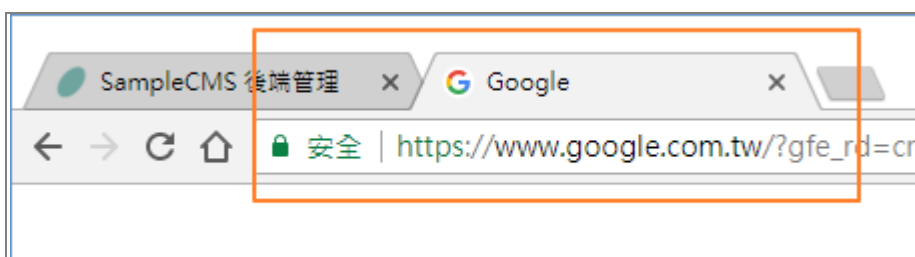 SampleCMS 後端管理
Google
安全 | https://www.google.com.tw/?gfe_rd=cr